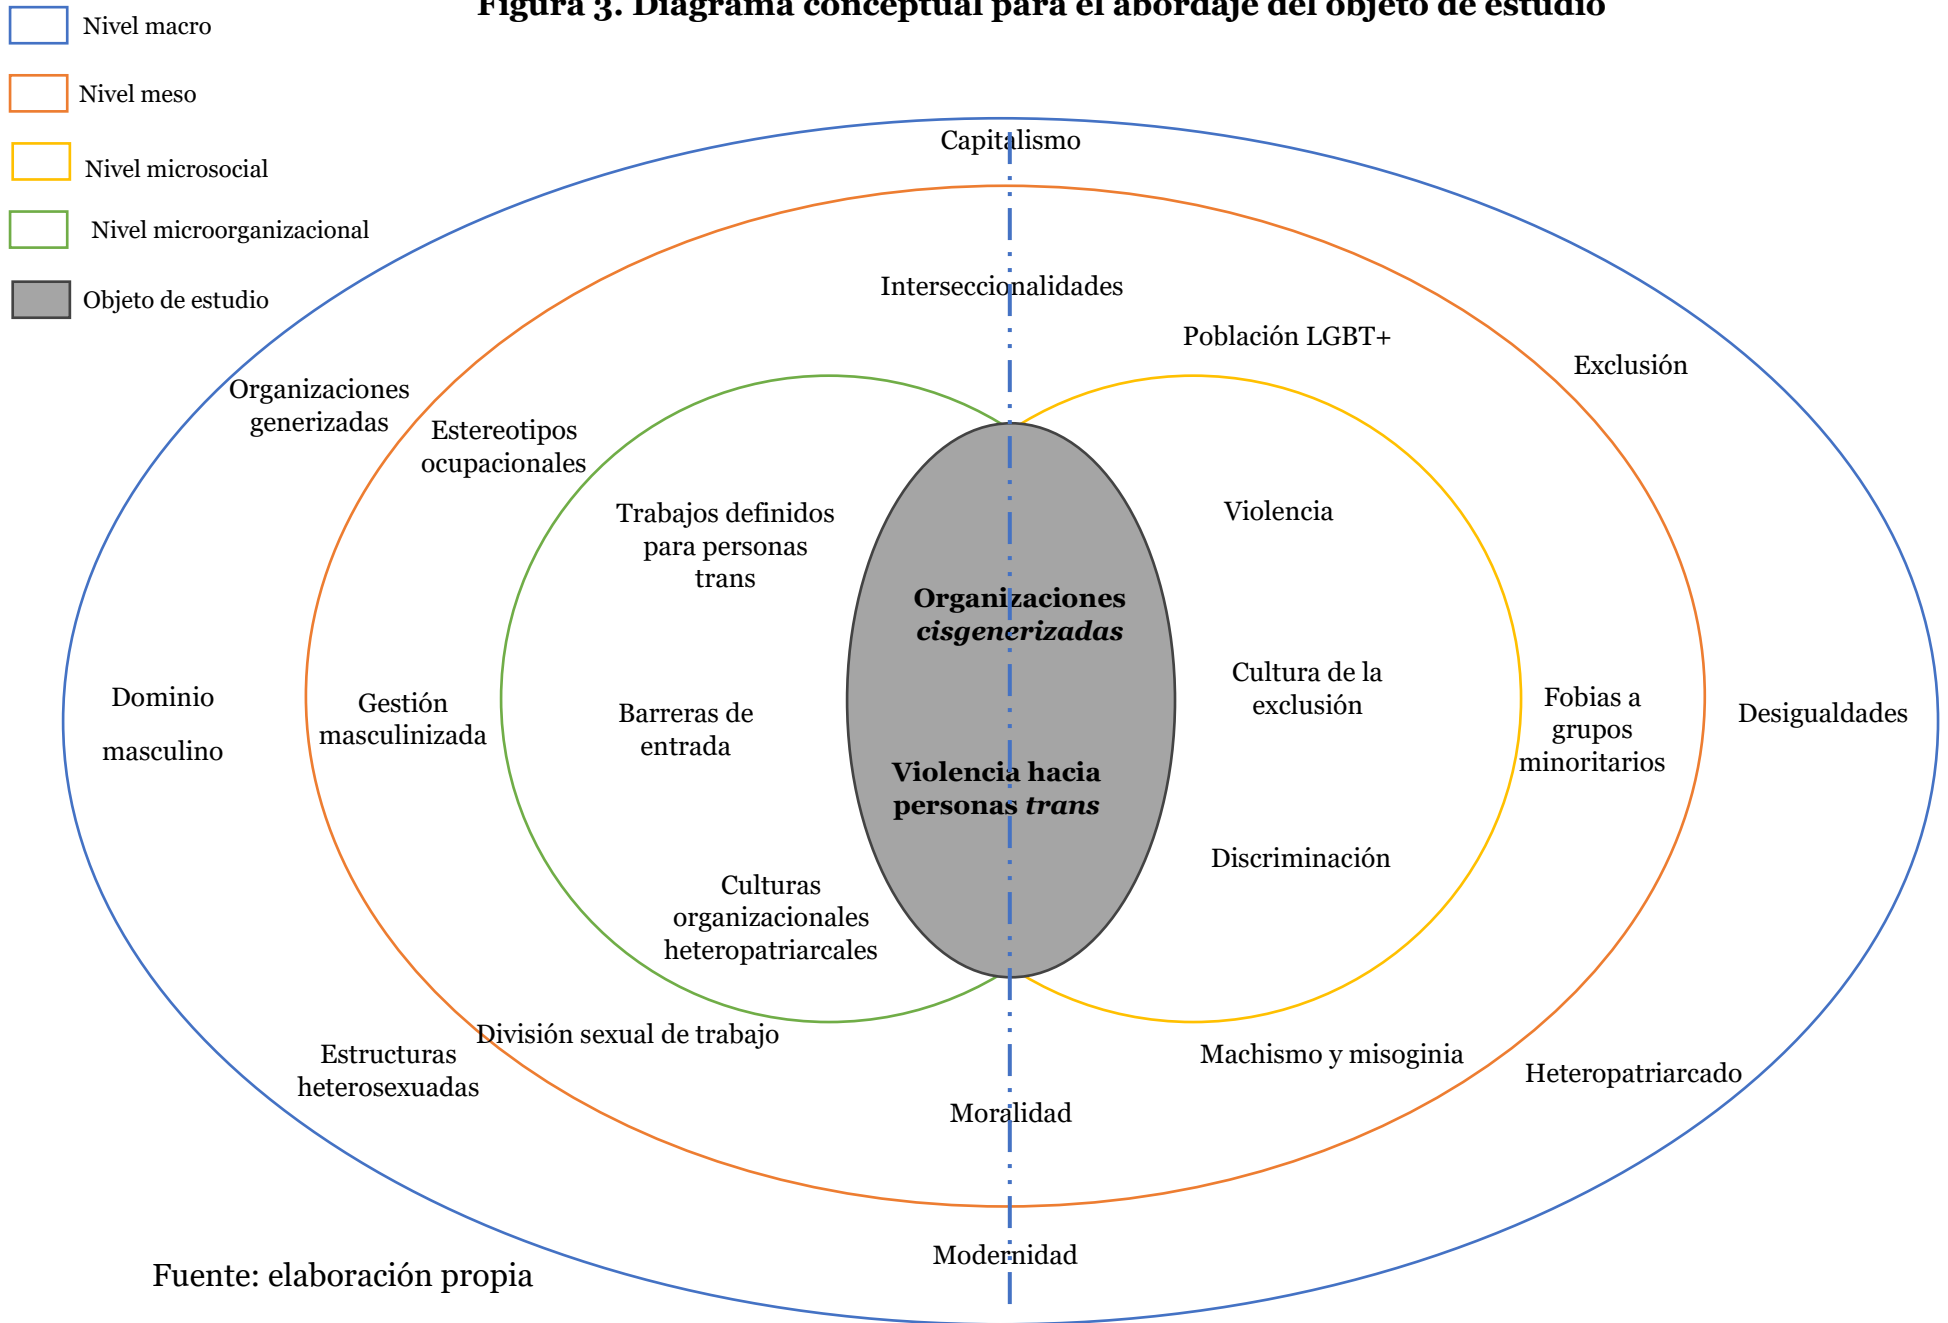 Figura 3. Diagrama conceptual para el abordaje del objeto de estudio
Nivel macro
Nivel meso
Nivel microsocial
Nivel microorganizacional
Objeto de estudio
Capitalismo
Interseccionalidades
Población LGBT+
Exclusión
Organizaciones
generizadas
Estereotipos
ocupacionales
Trabajos definidos
para personas
trans
Violencia
Organizaciones
cisgenerizadas
Dominio
masculino
Gestión
masculinizada
Barreras de
entrada
Cultura de la
exclusión
Fobias a
grupos
minoritarios
Desigualdades
Violencia hacia
personas trans
Discriminación
Culturas
organizacionales
heteropatriarcales
División sexual de trabajo
Estructuras
heterosexuadas
Machismo y misoginia
Heteropatriarcado
Moralidad
Modernidad
Fuente: elaboración propia